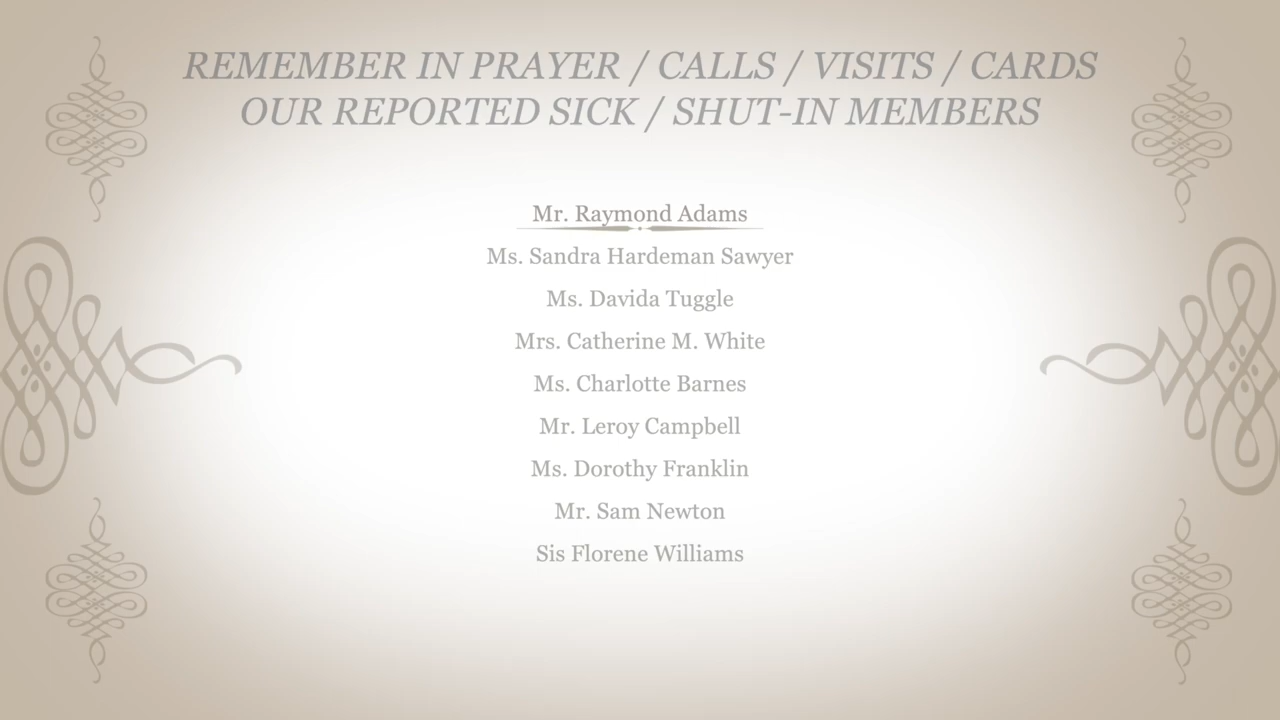 REMEMBER IN PRAYER / CALLS / VISITS / CARDS
OUR REPORTED SICK / SHUT-IN MEMBERS
Mr. Raymond Adams
Ms. Sandra Hardeman Sawyer
Ms. Davida Tuggle
Mrs. Catherine M. White
Ms. Charlotte Barnes
Mr. Leroy Campbell
Ms. Dorothy Franklin
Mr. Sam Newton
Sis Florene Williams